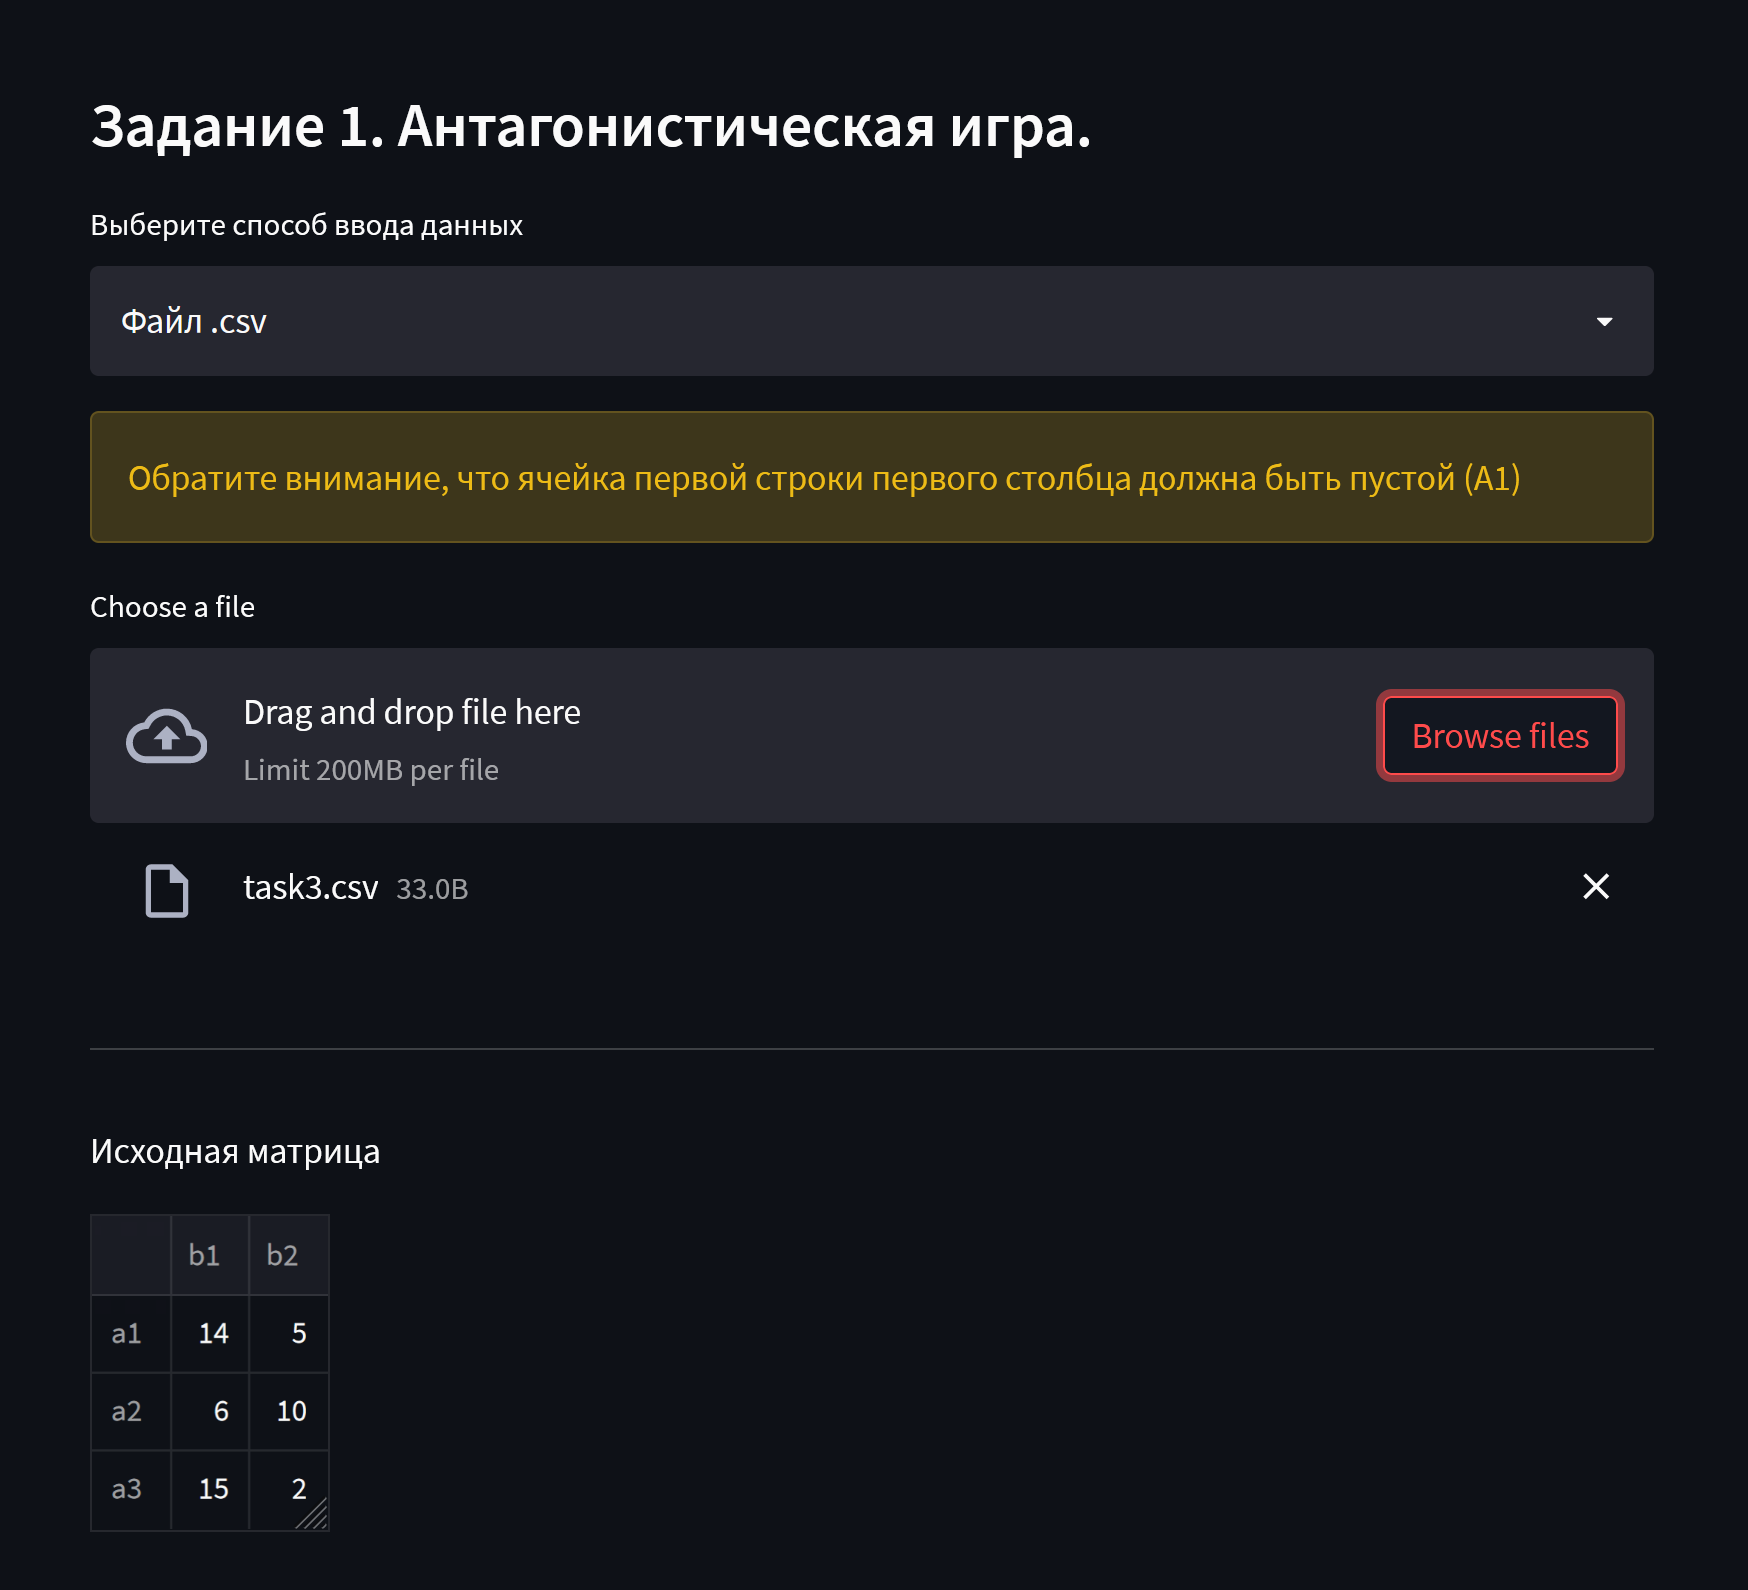 Задание 1. Антагонистическая игра.
Выберите способ ввода данных
Файл .csv
Обратите внимание, что ячейка первой строки первого столбца должна быть пустой (A1)
Choose a file
Drag and drop file here
Limit 200MB per file
Browse files
task3.csv 33.0B
Исходная матрица
b1 b2
a1 14 5
a2 6 10
a3 15 2